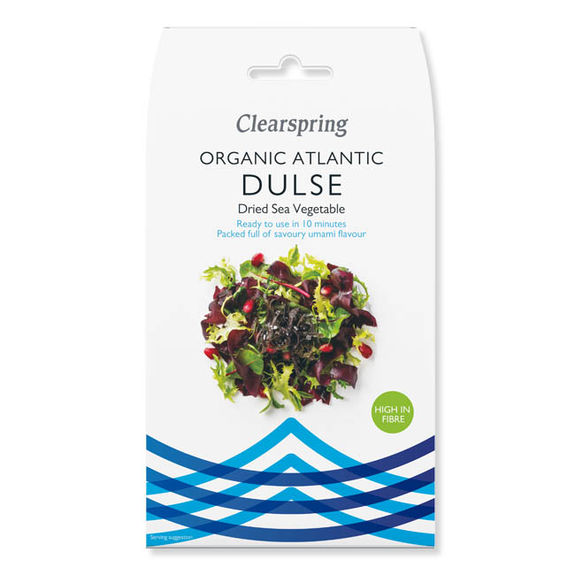 Clearspring
ORGANIC ATLANTIC
DULSE
Dried Sea Vegetable
Ready to use in 10 minutes
Packed full of savoury umami flavour
HIGH IN
FIBRE
Serving suggestion